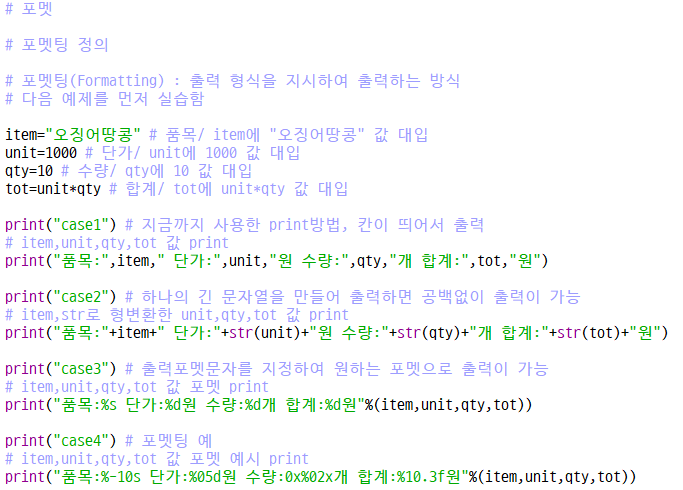 # 포멧
# 포멧팅 정의
# 포멧팅(Formatting) : 출력 형식을 지시하여 출력하는 방식
# 다음 예제를 먼저 실습함
item="오징어땅콩" # 품목/ item에 "오징어땅콩" 값 대입
unit=1000 # 단가/ unit에 1000 값 대입
qty=10 # 수량/ qty에 10 값 대입
tot=unit*qty # 합계/ tot에 unit*qty 값 대입
print("case1") # 지금까지 사용한 print방법, 칸이 띄어서 출력
# item,unit,qty,tot 값 print
print("품목:",item," 단가:",unit,"원 수량:",qty,"개 합계:",tot,"원")
print("case2") # 하나의 긴 문자열을 만들어 출력하면 공백없이 출력이 가능
# item,str로 형변환한 unit,qty,tot 값 print
print("품목:"+item+" 단가:"+str(unit)+"원 수량:"+str(qty)+"개 합계:"+str(tot)+"원")
print("case3") # 출력포멧문자를 지정하여 원하는 포멧으로 출력이 가능
# item,unit,qty,tot 값 포멧 print
print("품목:%s 단가:%d원 수량:%d개 합계:%d원"%(item,unit,qty,tot))
print("case4") # 포멧팅 예
# item,unit,qty,tot 값 포멧 예시 print
print("품목:%-10s 단가:%05d원 수량:0x%02x개 합계:%10.3f원"%(item,unit,qty,tot))